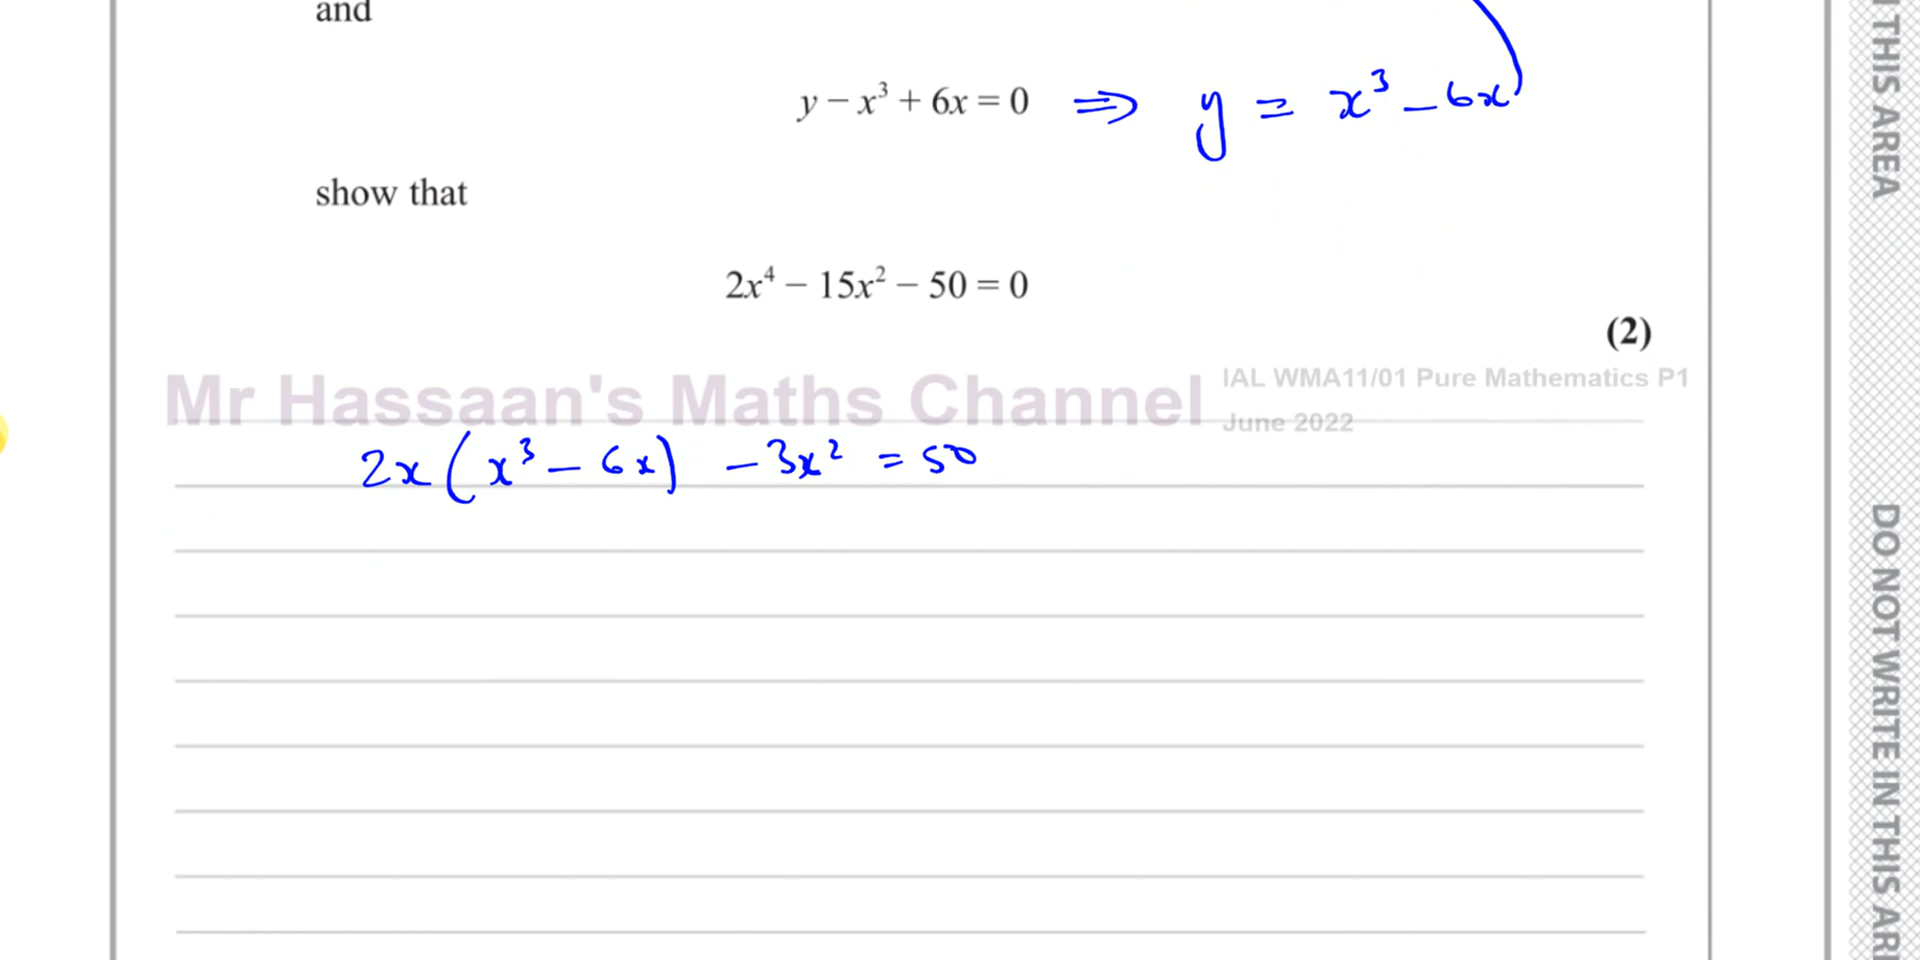 and
y − x³ + 6x = 0 ⇒ y = x³ − 6x
show that
2x⁴ − 15x² − 50 = 0
(2)
Mr Hassaan's Maths Channel
IAL WMA11/01 Pure Mathematics P1
June 2022
2x(x³ − 6x) − 3x² = 50
THIS AREA
DO NOT WRITE IN THIS AR